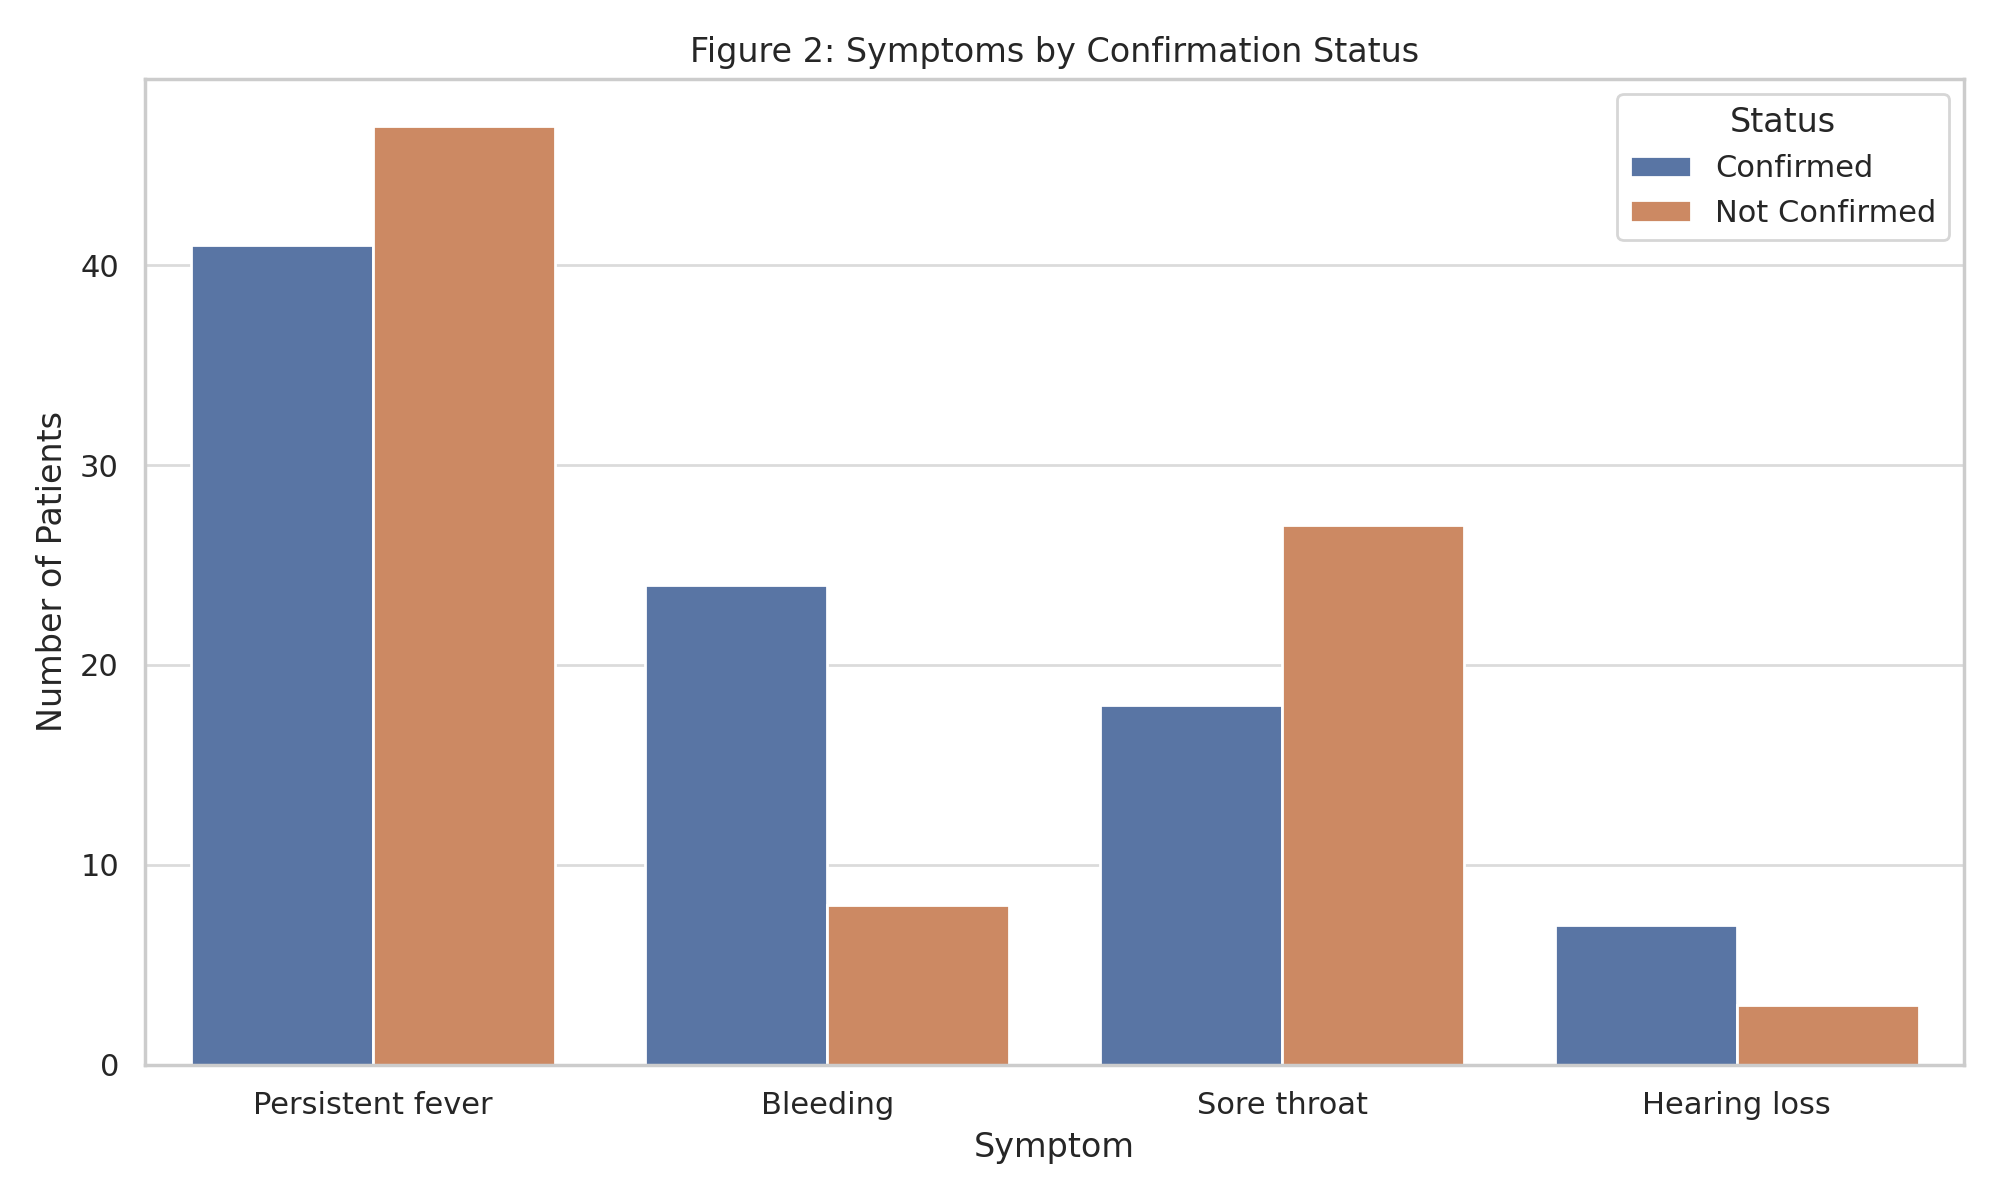 Figure 2: Symptoms by Confirmation Status
Status
Confirmed
Not Confirmed
Number of Patients
40
30
20
10
0
Persistent fever
Bleeding
Sore throat
Hearing loss
Symptom